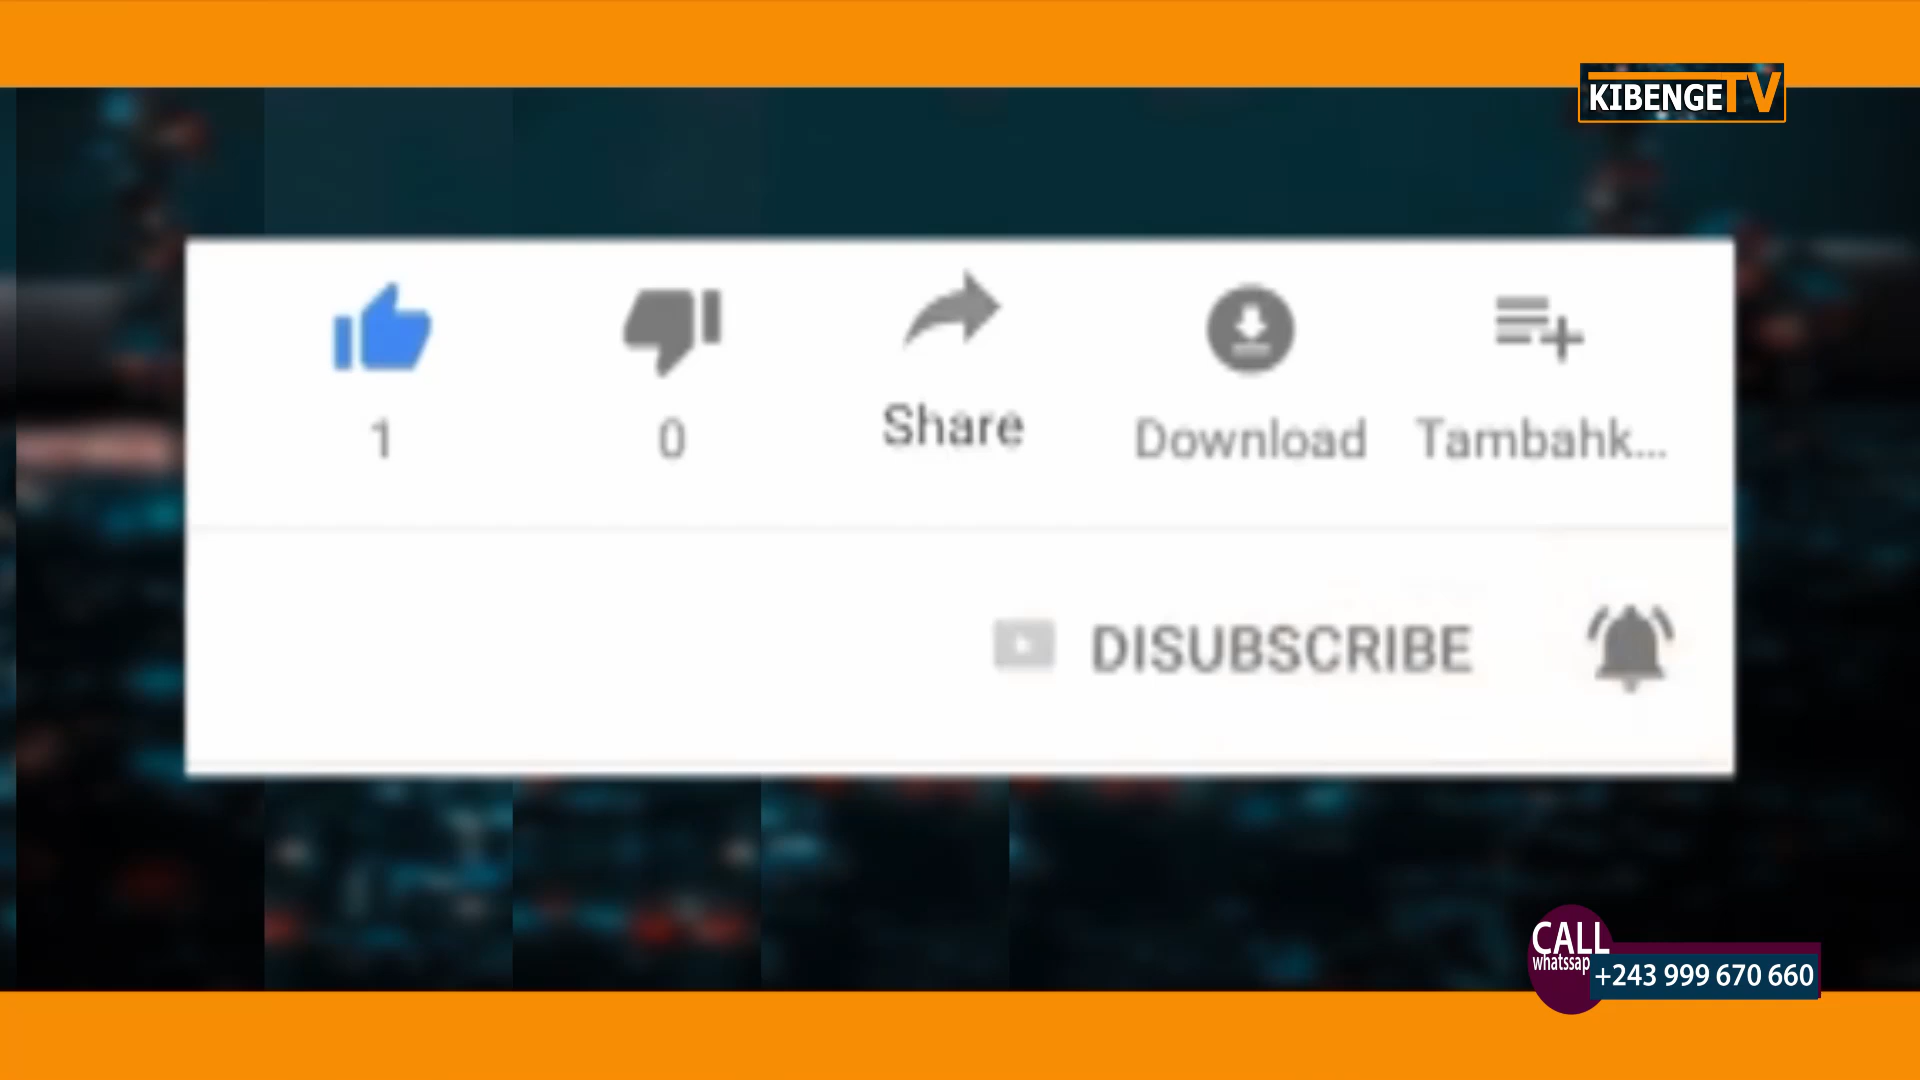 KIBENGETV
1 0 Share Download Tambahk...
DISUBSCRIBE
CALL
whatssap
+243 999 670 660